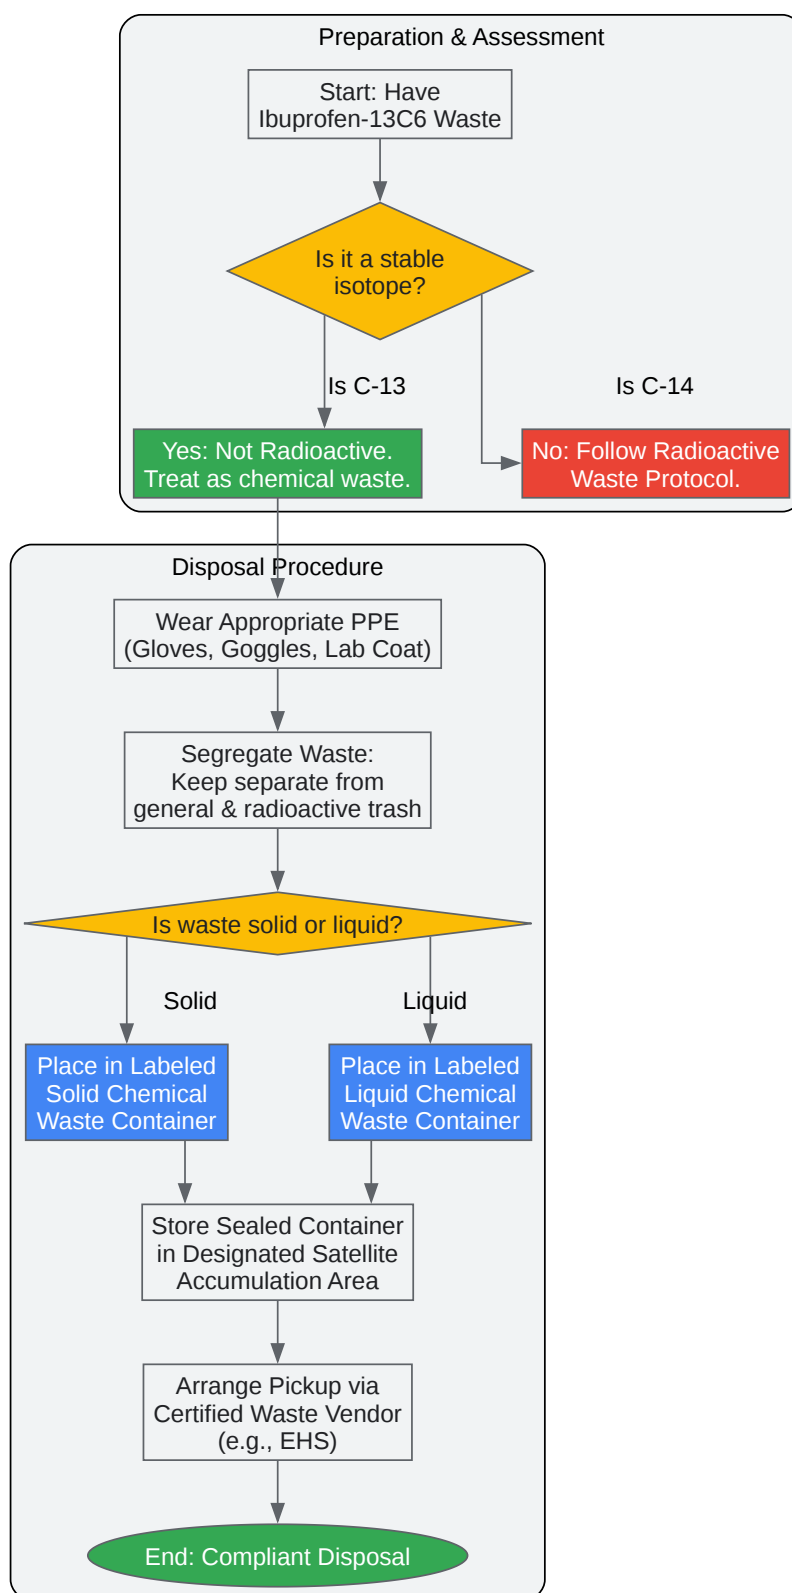 Preparation & Assessment
Start: Have
Ibuprofen-13C6 Waste
Is it a stable
isotope?
Is C-13
Is C-14
Yes: Not Radioactive.
Treat as chemical waste.
No: Follow Radioactive
Waste Protocol.
Disposal Procedure
Wear Appropriate PPE
(Gloves, Goggles, Lab Coat)
Segregate Waste:
Keep separate from
general & radioactive trash
Is waste solid or liquid?
Solid
Liquid
Place in Labeled
Solid Chemical
Waste Container
Place in Labeled
Liquid Chemical
Waste Container
Store Sealed Container
in Designated Satellite
Accumulation Area
Arrange Pickup via
Certified Waste Vendor
(e.g., EHS)
End: Compliant Disposal